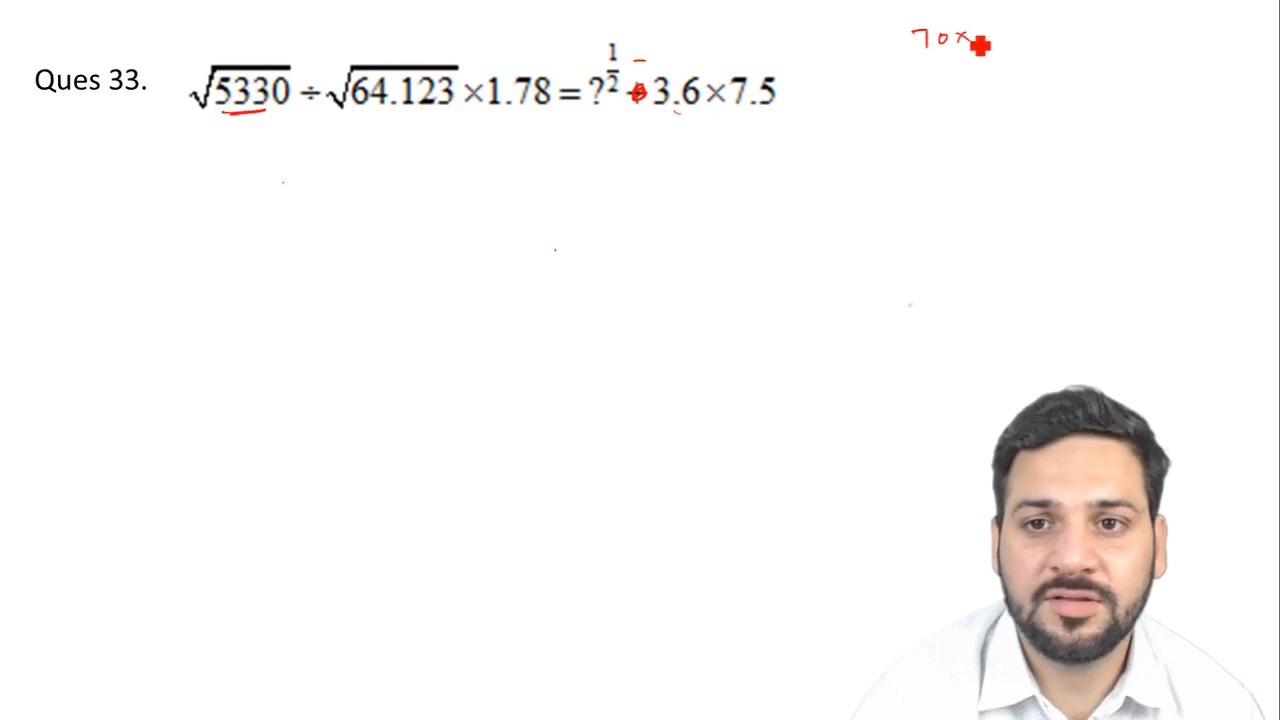 70×
Ques 33. √5330 ÷ √64.123 ×1.78 = ?^(1/2) - 3.6×7.5